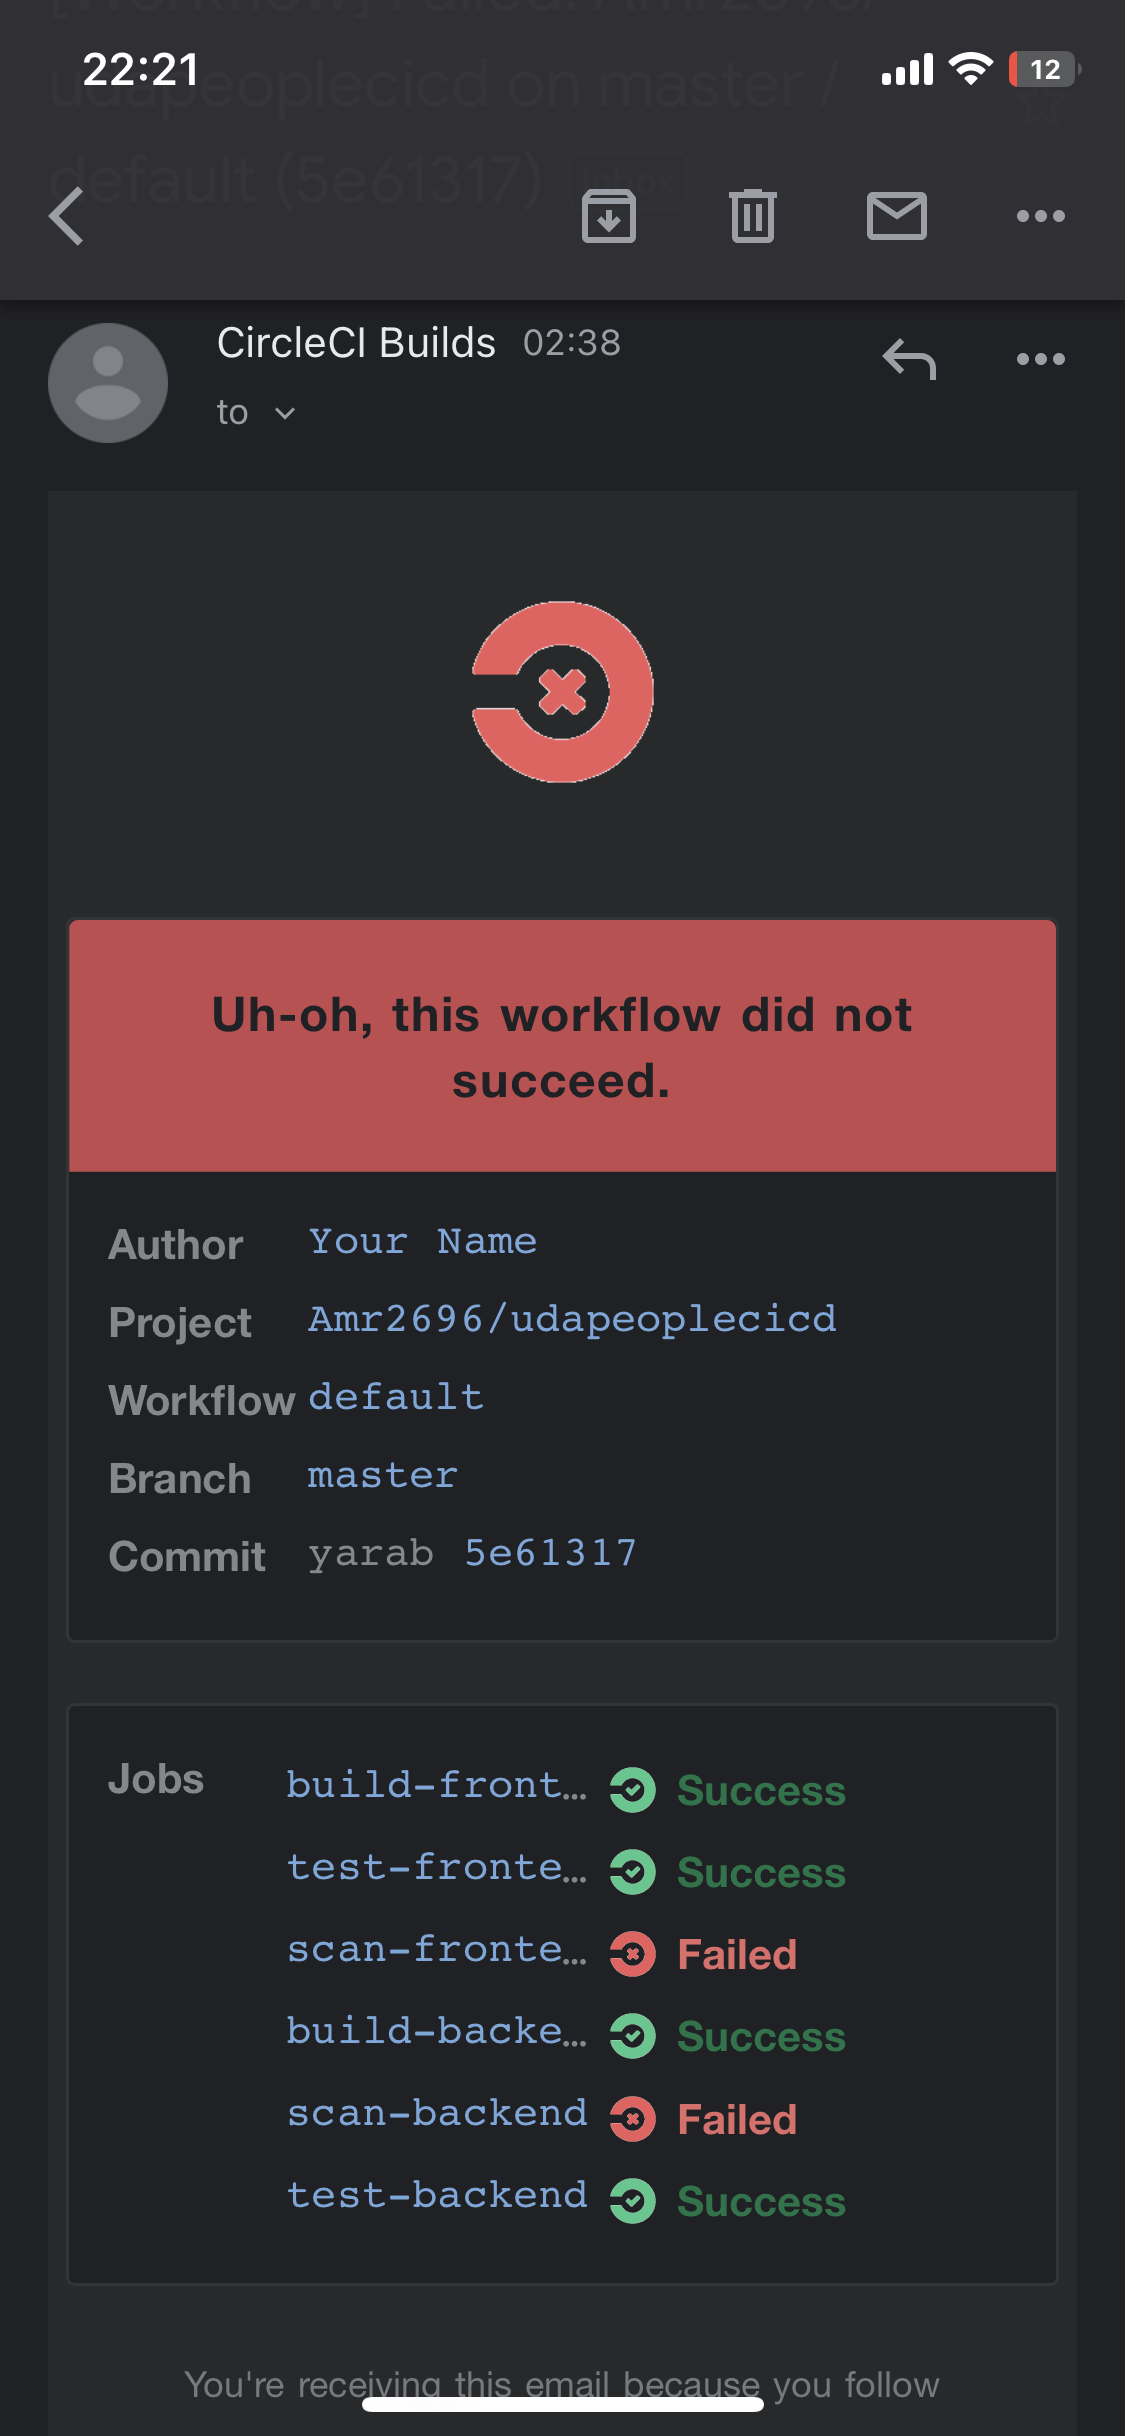 22:21
12
udapeoplecicd on master /
default (5e61317) Inbox
CircleCI Builds 02:38
to
Uh-oh, this workflow did not
succeed.
Author Your Name
Project Amr2696/udapeoplecicd
Workflow default
Branch master
Commit yarab 5e61317
Jobs build-front... Success
test-fronte... Success
scan-fronte... Failed
build-backe... Success
scan-backend Failed
test-backend Success
You're receiving this email because you follow